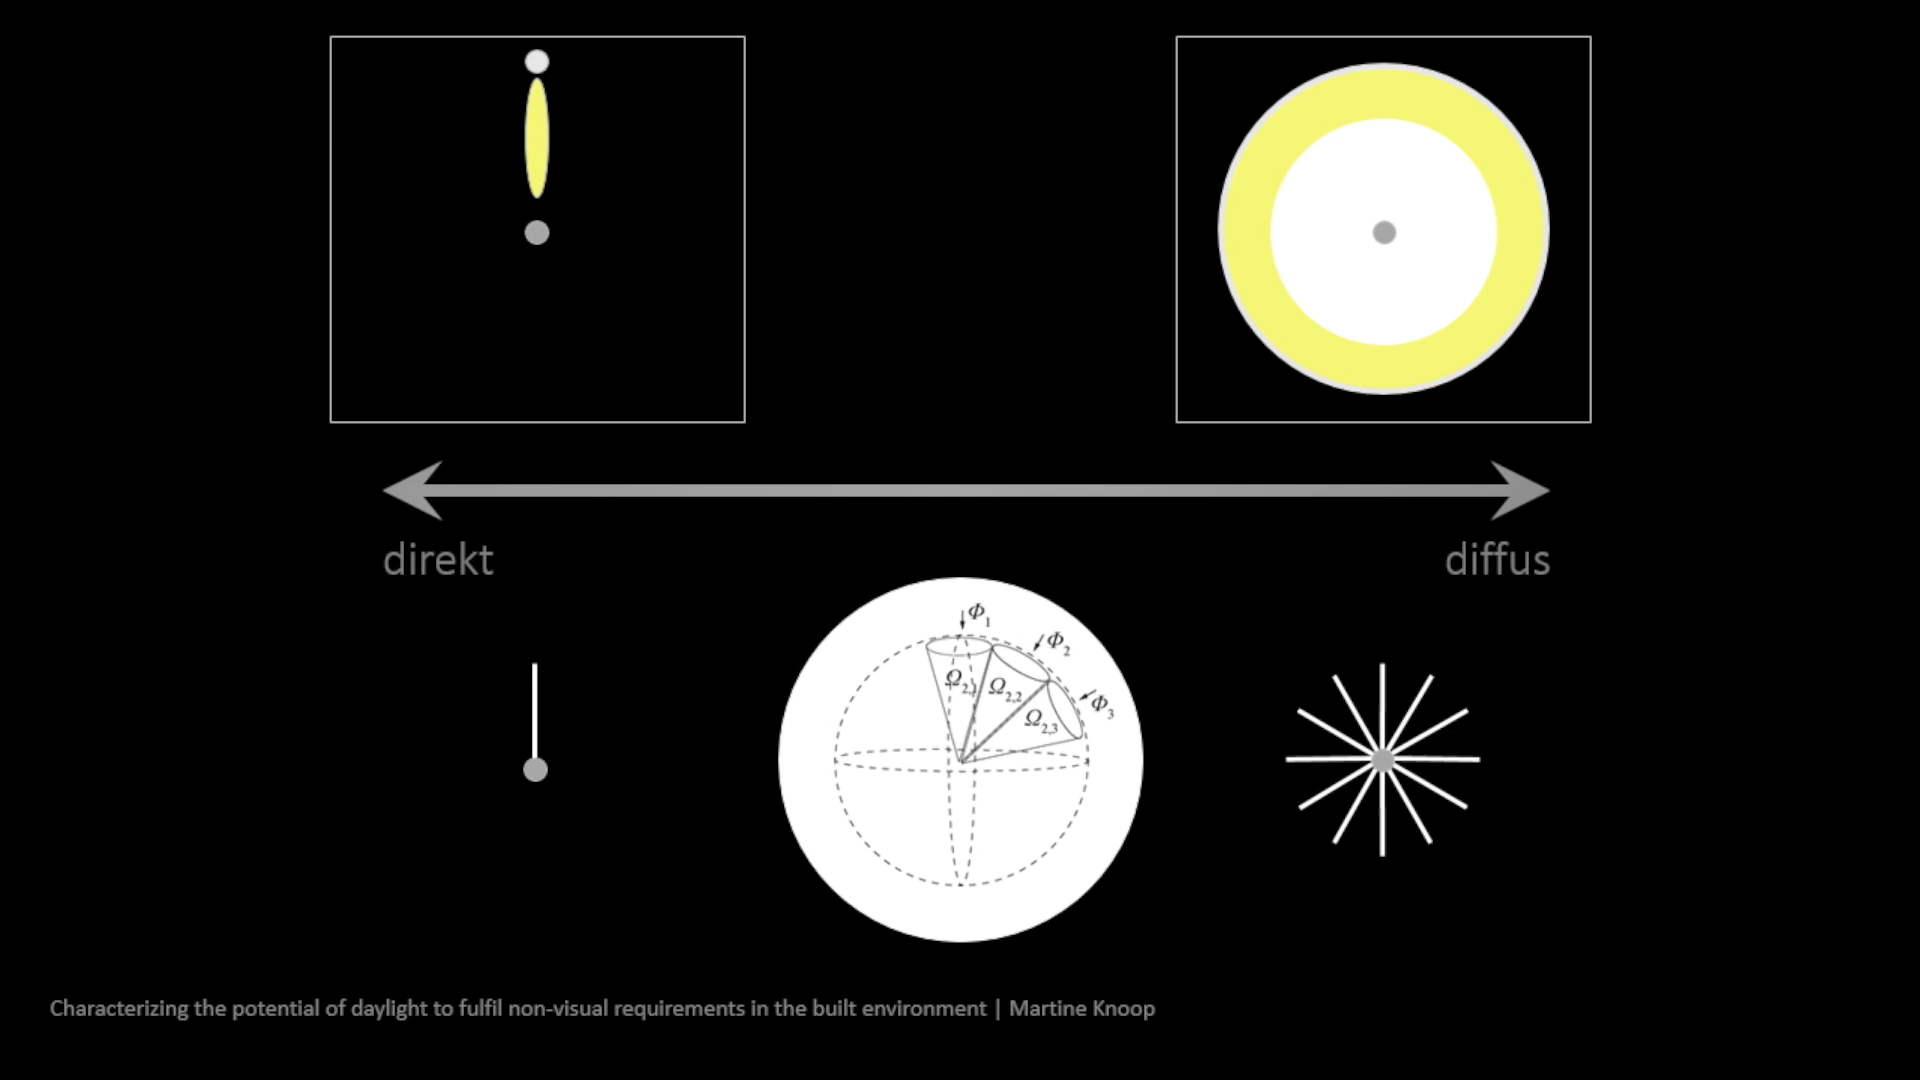 direkt
diffus
Φ1
Φ2
Φ3
Ω2,1
Ω2,2
Ω2,3
Characterizing the potential of daylight to fulfil non-visual requirements in the built environment | Martine Knoop